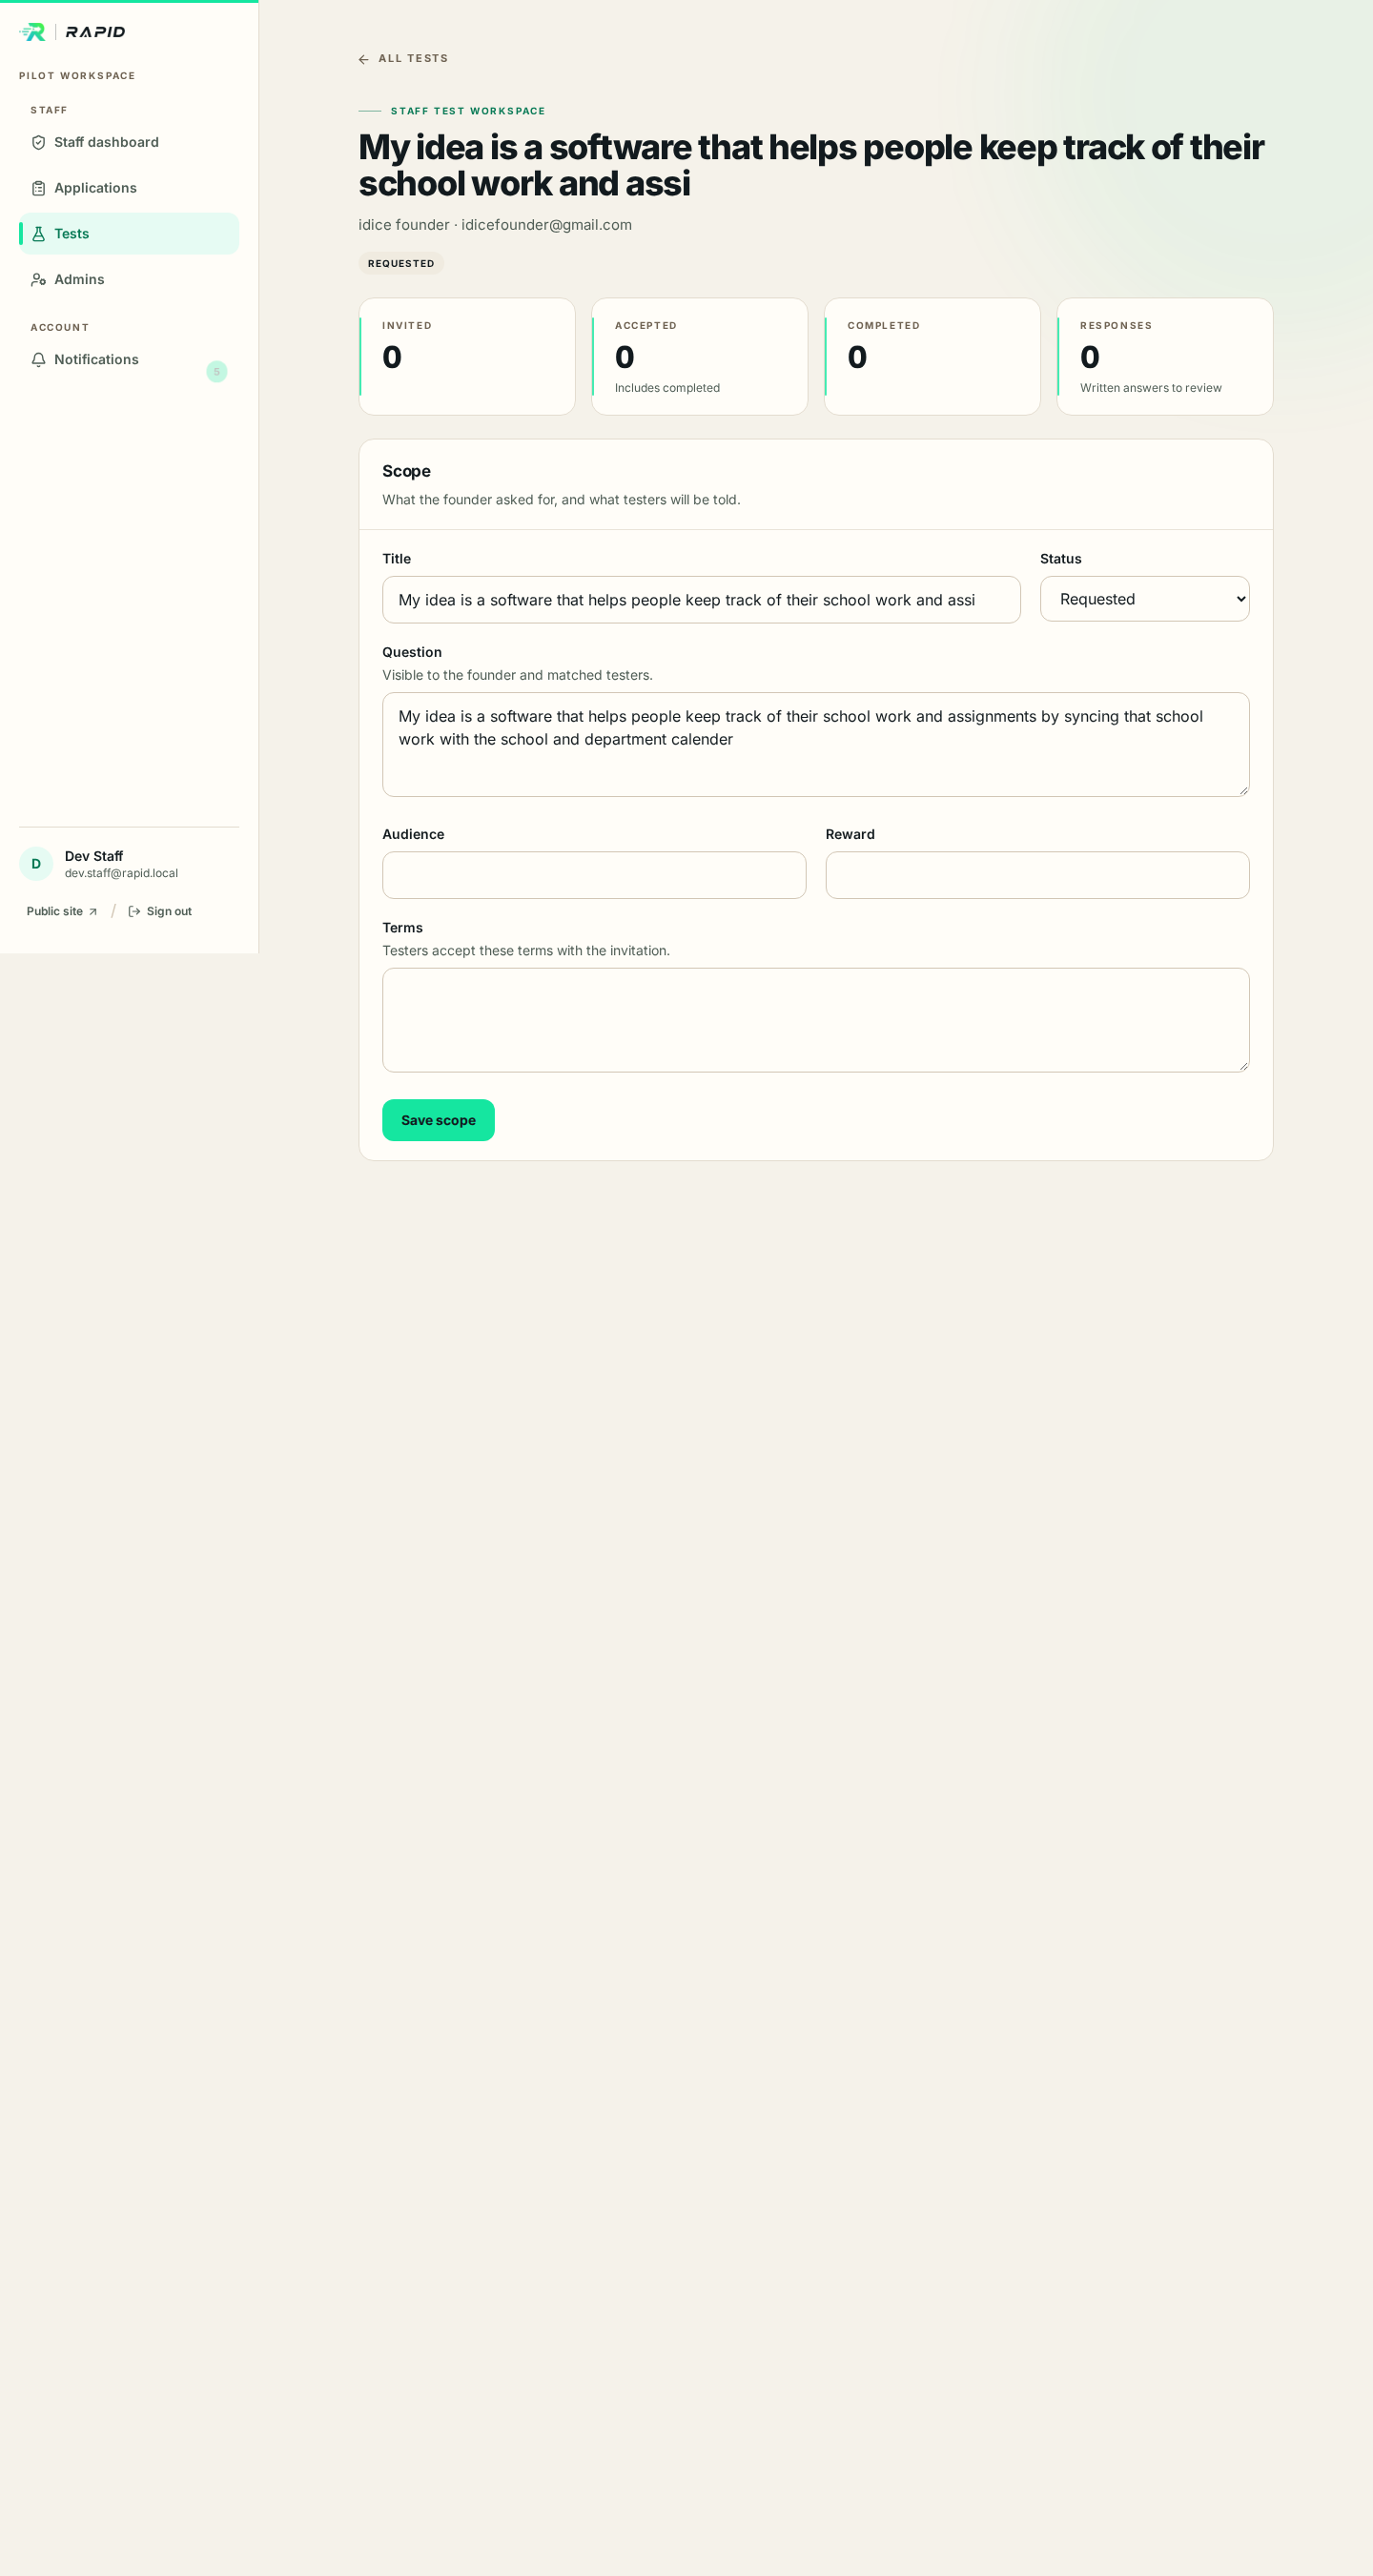 RAPID
PILOT WORKSPACE
STAFF
Staff dashboard
Applications
Tests
Admins
ACCOUNT
Notifications
5
D
Dev Staff
dev.staff@rapid.local
Public site
/
Sign out
ALL TESTS
STAFF TEST WORKSPACE
My idea is a software that helps people keep track of their
school work and assi
idice founder · idicefounder@gmail.com
REQUESTED
INVITED
0
ACCEPTED
0
Includes completed
COMPLETED
0
RESPONSES
0
Written answers to review
Scope
What the founder asked for, and what testers will be told.
Title
My idea is a software that helps people keep track of their school work and assi
Status
Requested
Question
Visible to the founder and matched testers.
My idea is a software that helps people keep track of their school work and assignments by syncing that school
work with the school and department calender
Audience
Reward
Terms
Testers accept these terms with the invitation.
Save scope